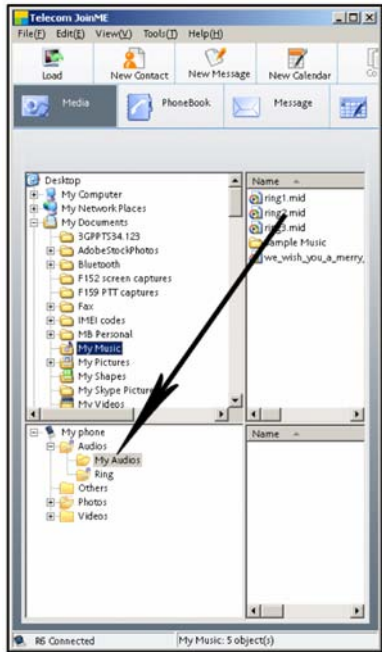 Telecom JoinME
File(F) Edit(E) View(V) Tools(T) Help(H)
Load New Contact New Message New Calendar Co
Media PhoneBook Message
Desktop
My Computer
My Network Places
My Documents
3GPPTS34.123
AdobeStockPhotos
Bluetooth
F152 screen captures
F159 PTT captures
Fax
IMEI codes
MB Personal
My Music
My Pictures
My Shapes
My Skype Picture
My Videos
Name
ring1.mid
ring2.mid
ring3.mid
Sample Music
we_wish_you_a_merry_
My phone
Audios
My Audios
Ring
Others
Photos
Videos
Name
R6 Connected My Music: 5 object(s)